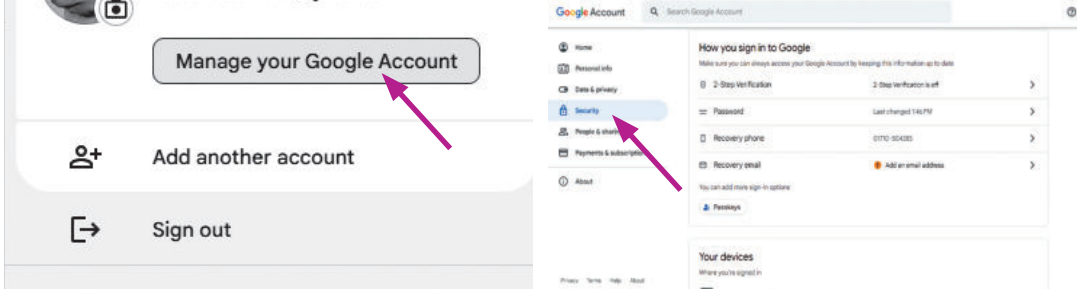 Manage your Google Account
Add another account
Sign out
Google Account
Search Google Account
Home
Personal info
Data & privacy
Security
People & sharin
Payments & subscriptio
About
Privacy Terms Help About
How you sign in to Google
Make sure you can always access your Google Account by keeping this information up to date
2-Step Verification 2-Step Verification is off
Password Last changed 1:46 PM
Recovery phone 01710-504385
Recovery email Add an email address
You can add more sign-in options
Passkeys
Your devices
Where you're signed in